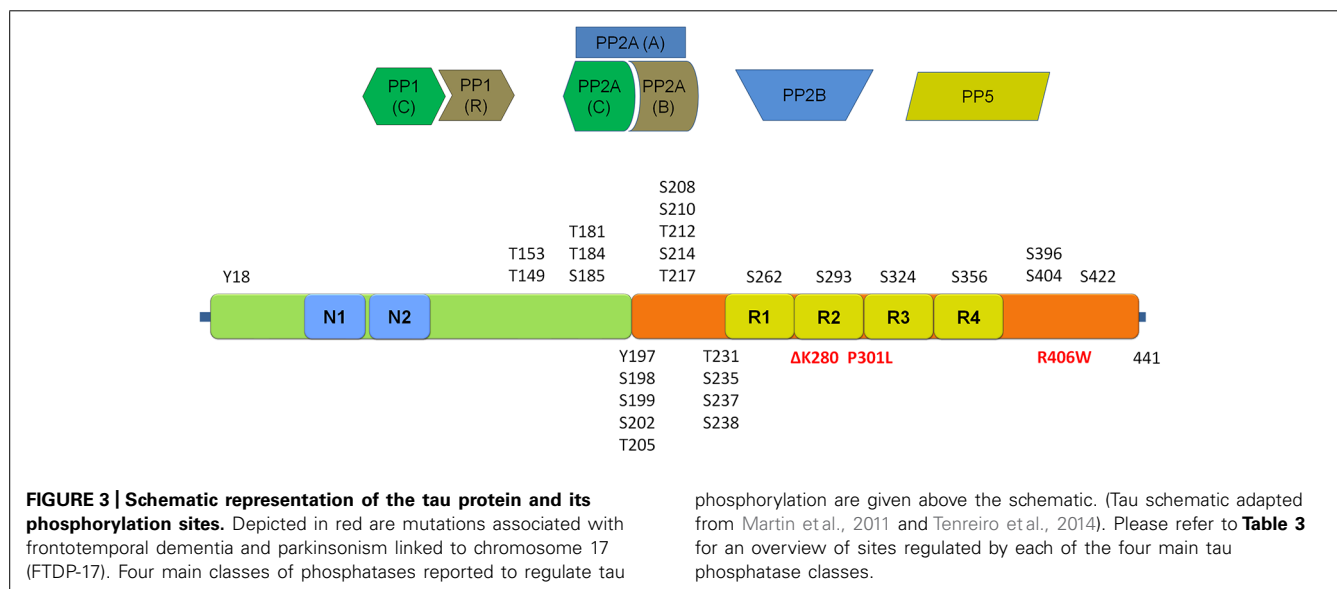 PP2A (A)
PP1
(C)
PP1
(R)
PP2A
(C)
PP2A
(B)
PP2B
PP5
S208
S210
T212
S214
T217
T181
T184
S185
T153
T149
Y18
S262
S293
S324
S356
S396
S404
S422
N1
N2
R1
R2
R3
R4
Y197
S198
S199
S202
T205
T231
S235
S237
S238
ΔK280 P301L
R406W
441
FIGURE 3 | Schematic representation of the tau protein and its
phosphorylation sites. Depicted in red are mutations associated with
frontotemporal dementia and parkinsonism linked to chromosome 17
(FTDP-17). Four main classes of phosphatases reported to regulate tau
phosphorylation are given above the schematic. (Tau schematic adapted
from Martin et al., 2011 and Tenreiro et al., 2014). Please refer to Table 3
for an overview of sites regulated by each of the four main tau
phosphatase classes.